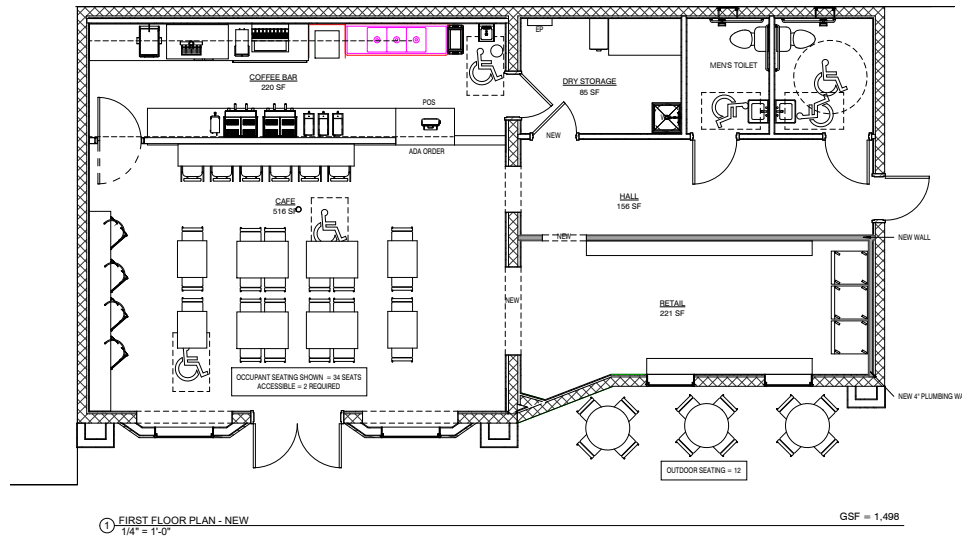 EP
MEN'S TOILET
COFFEE BAR
220 SF
DRY STORAGE
85 SF
POS
NEW
ADA ORDER
HALL
156 SF
CAFE
516 SF
NEW
NEW WALL
NEW
RETAIL
221 SF
OCCUPANT SEATING SHOWN = 34 SEATS
ACCESSIBLE = 2 REQUIRED
NEW 4" PLUMBING WA
OUTDOOR SEATING = 12
1 FIRST FLOOR PLAN - NEW
1/4" = 1'-0"
GSF = 1,498